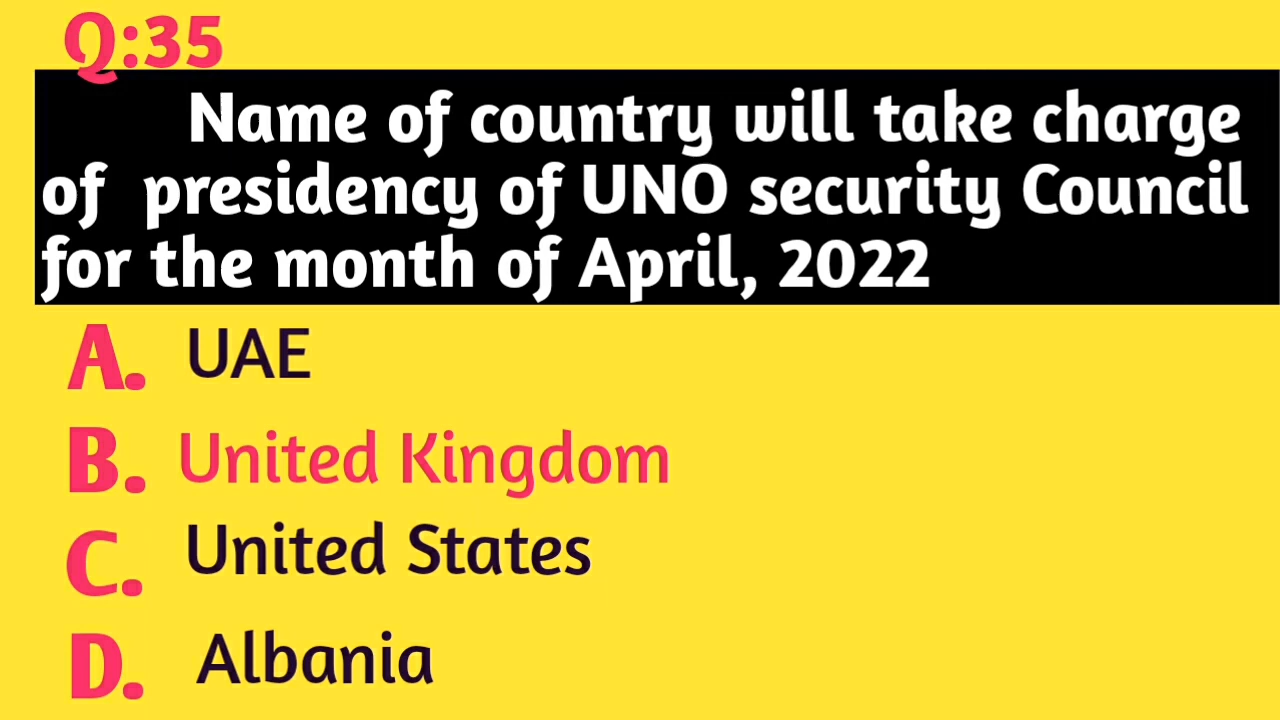 Q:35
Name of country will take charge
of presidency of UNO security Council
for the month of April, 2022
A. UAE
B. United Kingdom
C. United States
D. Albania